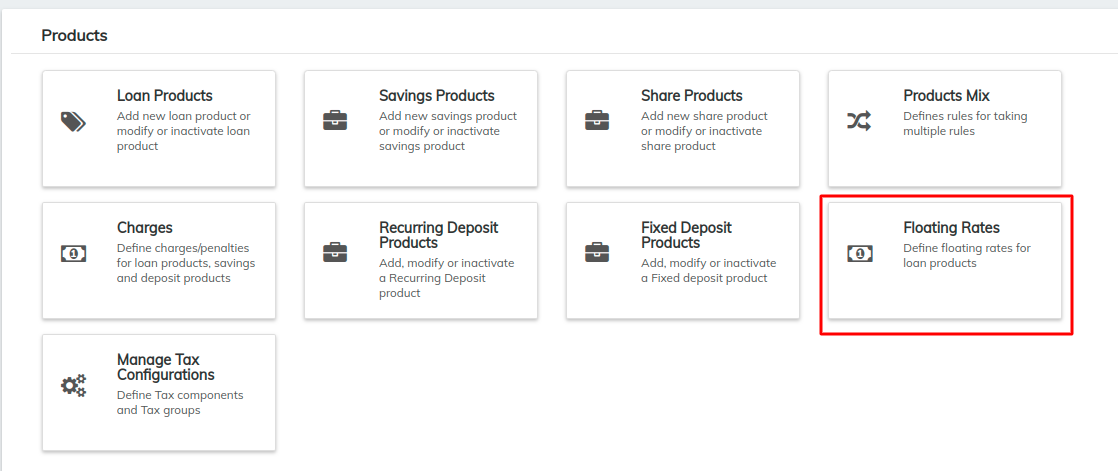 Products
Loan Products
Add new loan product or
modify or inactivate loan
product
Savings Products
Add new savings product
or modify or inactivate
savings product
Share Products
Add new share product
or modify or inactivate
share product
Products Mix
Defines rules for taking
multiple rules
Charges
Define charges/penalties
for loan products, savings
and deposit products
Recurring Deposit
Products
Add, modify or inactivate
a Recurring Deposit
product
Fixed Deposit
Products
Add, modify or inactivate
a Fixed deposit product
Floating Rates
Define floating rates for
loan products
Manage Tax
Configurations
Define Tax components
and Tax groups